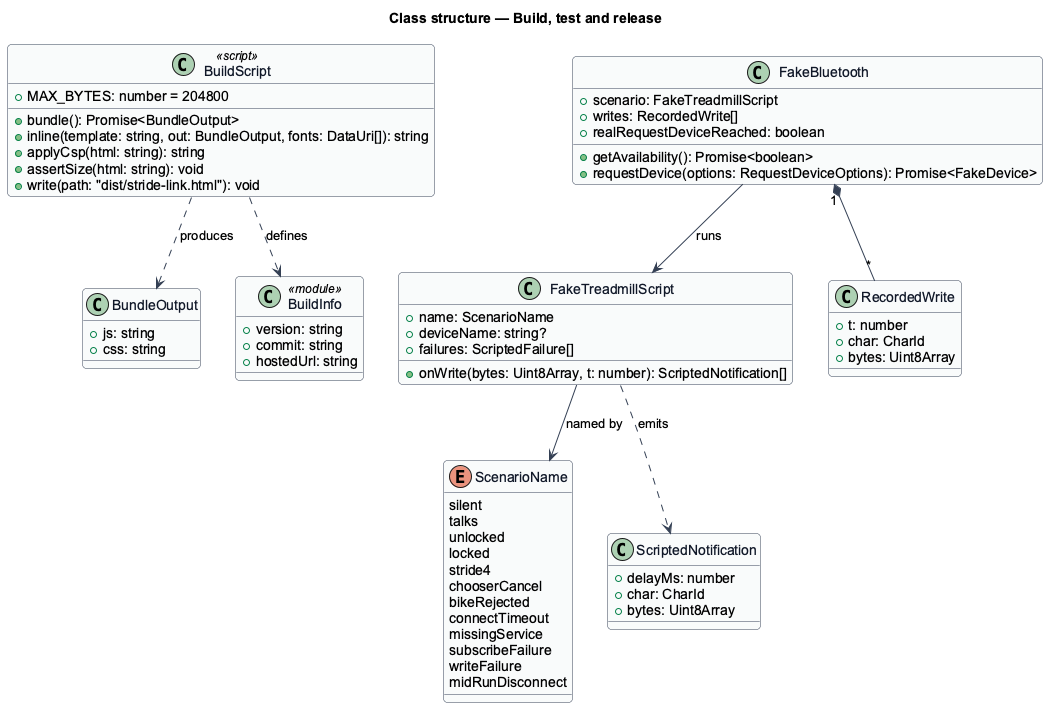 Class structure — Build, test and release
C
«script»
BuildScript
MAX_BYTES: number = 204800
bundle(): Promise<BundleOutput>
inline(template: string, out: BundleOutput, fonts: DataUri[]): string
applyCsp(html: string): string
assertSize(html: string): void
write(path: "dist/stride-link.html"): void
C
FakeBluetooth
scenario: FakeTreadmillScript
writes: RecordedWrite[]
realRequestDeviceReached: boolean
getAvailability(): Promise<boolean>
requestDevice(options: RequestDeviceOptions): Promise<FakeDevice>
produces
defines
runs
1
*
C
BundleOutput
js: string
css: string
C
«module»
BuildInfo
version: string
commit: string
hostedUrl: string
C
FakeTreadmillScript
name: ScenarioName
deviceName: string?
failures: ScriptedFailure[]
onWrite(bytes: Uint8Array, t: number): ScriptedNotification[]
C
RecordedWrite
t: number
char: CharId
bytes: Uint8Array
named by
emits
E
ScenarioName
silent
talks
unlocked
locked
stride4
chooserCancel
bikeRejected
connectTimeout
missingService
subscribeFailure
writeFailure
midRunDisconnect
C
ScriptedNotification
delayMs: number
char: CharId
bytes: Uint8Array